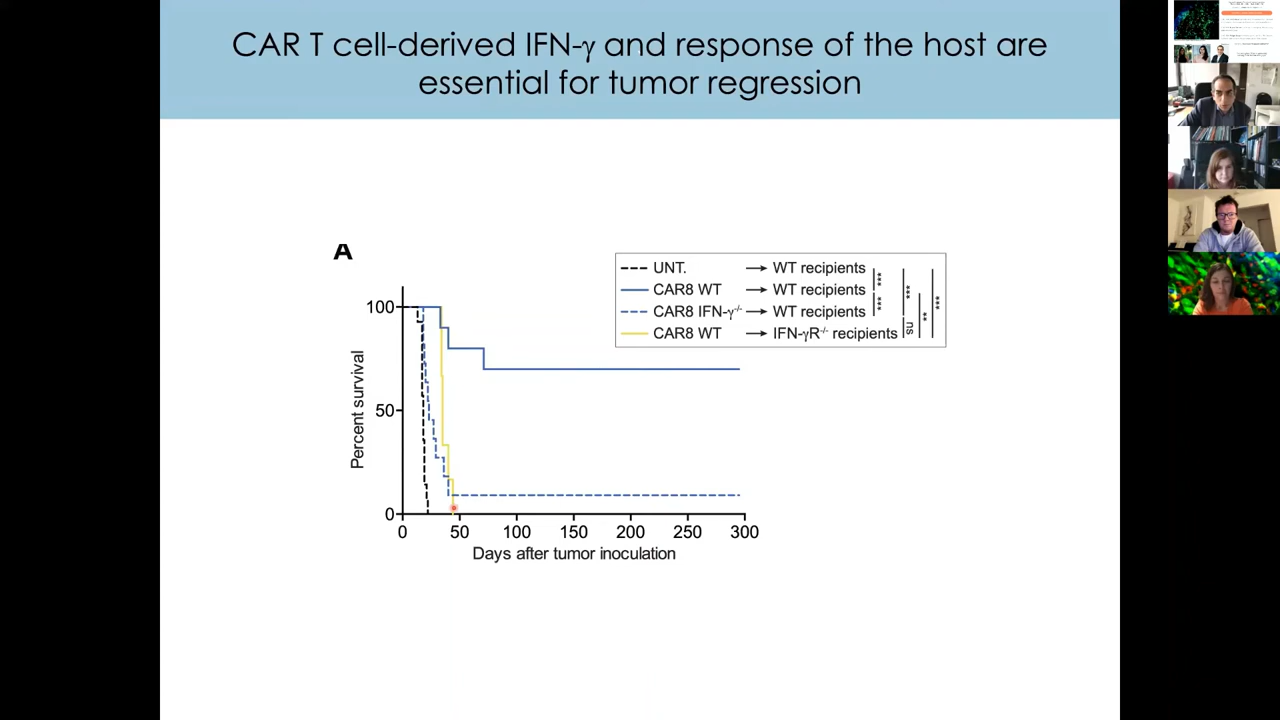 CAR T cell-derived IFN-γ and response of the host are
essential for tumor regression
A
UNT. WT recipients ***
CAR8 WT WT recipients *** ***
CAR8 IFN-γ-/- WT recipients ** ***
CAR8 WT IFN-γR-/- recipients ns
Percent survival
100
50
0
0 50 100 150 200 250 300
Days after tumor inoculation